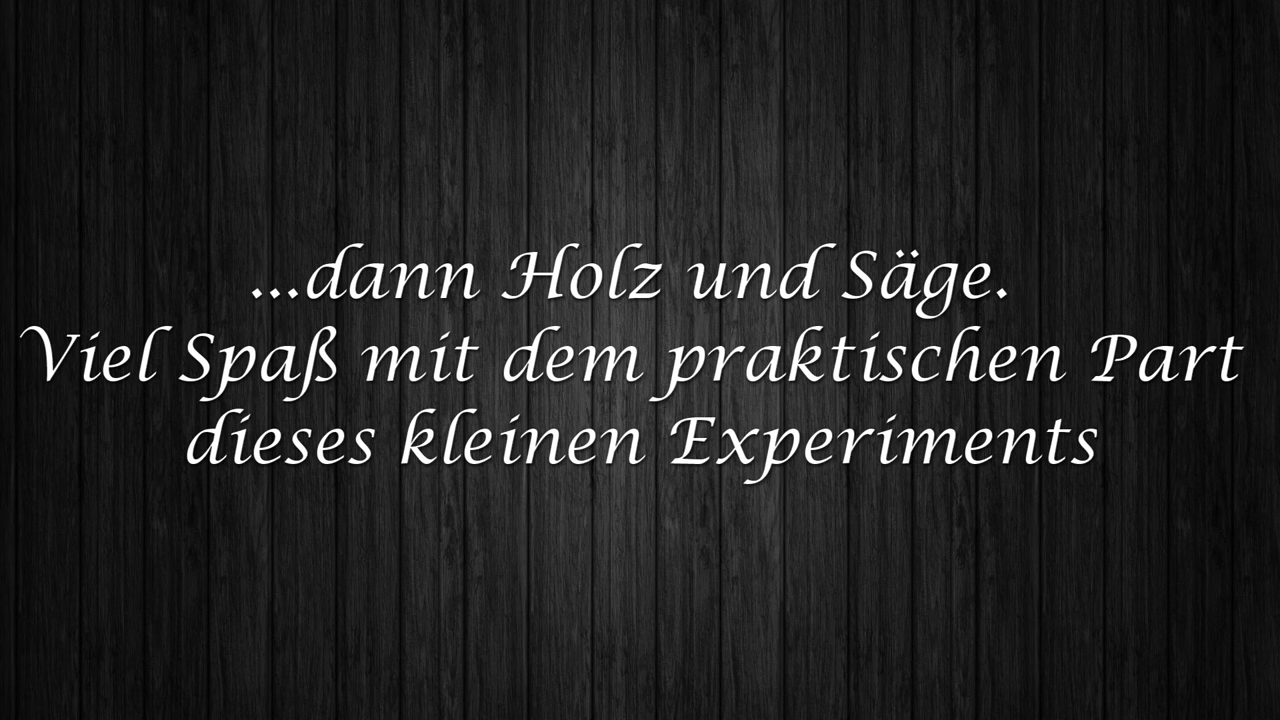 ...dann Holz und Säge.
Viel Spaß mit dem praktischen Part
dieses kleinen Experiments